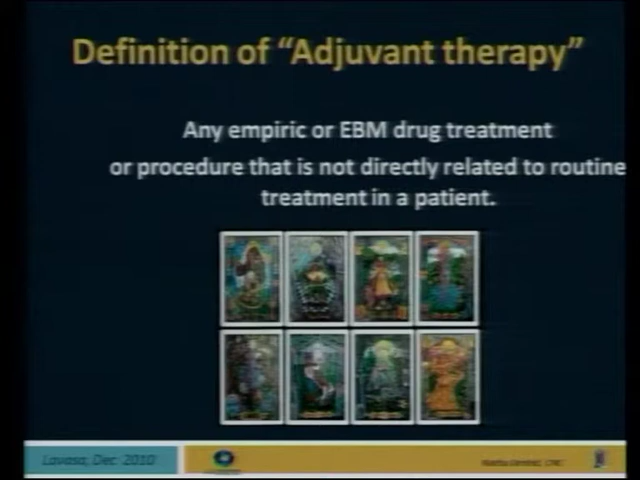 Definition of “Adjuvant therapy”
Any empiric or EBM drug treatment
or procedure that is not directly related to routine
treatment in a patient.
Lavasa, Dec 2010